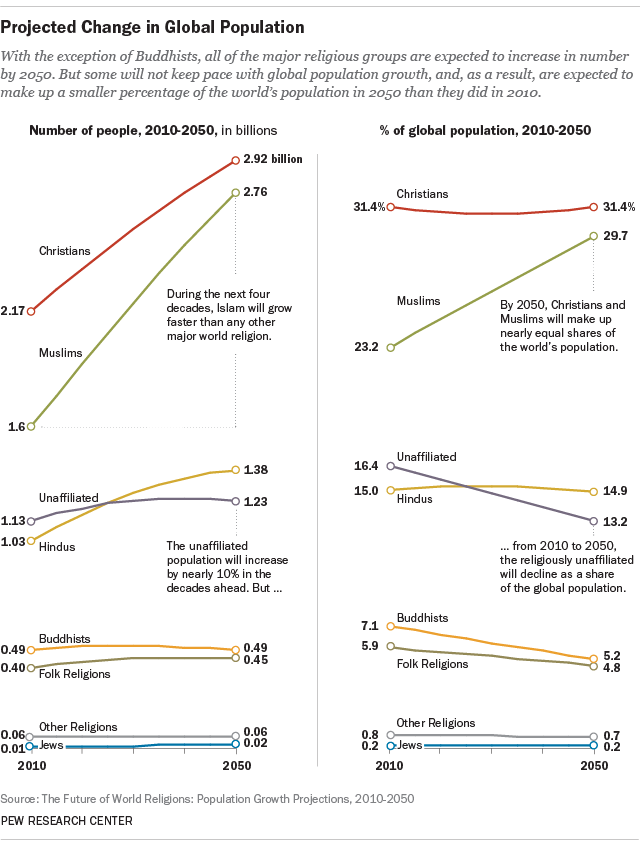 Projected Change in Global Population
With the exception of Buddhists, all of the major religious groups are expected to increase in number
by 2050. But some will not keep pace with global population growth, and, as a result, are expected to
make up a smaller percentage of the world's population in 2050 than they did in 2010.
Number of people, 2010-2050, in billions
2.92 billion
2.76
Christians
During the next four
decades, Islam will grow
faster than any other
major world religion.
2.17
Muslims
1.6
1.38
Unaffiliated
1.23
1.13
1.03
Hindus
The unaffiliated
population will increase
by nearly 10% in the
decades ahead. But ...
Buddhists
0.49
0.49
0.45
0.40
Folk Religions
Other Religions
0.06
0.06
0.01
Jews
0.02
2010
2050
% of global population, 2010-2050
Christians
31.4%
31.4%
29.7
Muslims
By 2050, Christians and
Muslims will make up
nearly equal shares of
the world's population.
23.2
Unaffiliated
16.4
15.0
Hindus
14.9
13.2
... from 2010 to 2050,
the religiously unaffiliated
will decline as a share
of the global population.
Buddhists
7.1
5.9
5.2
Folk Religions
4.8
Other Religions
0.8
0.7
0.2
Jews
0.2
2010
2050
Source: The Future of World Religions: Population Growth Projections, 2010-2050
PEW RESEARCH CENTER